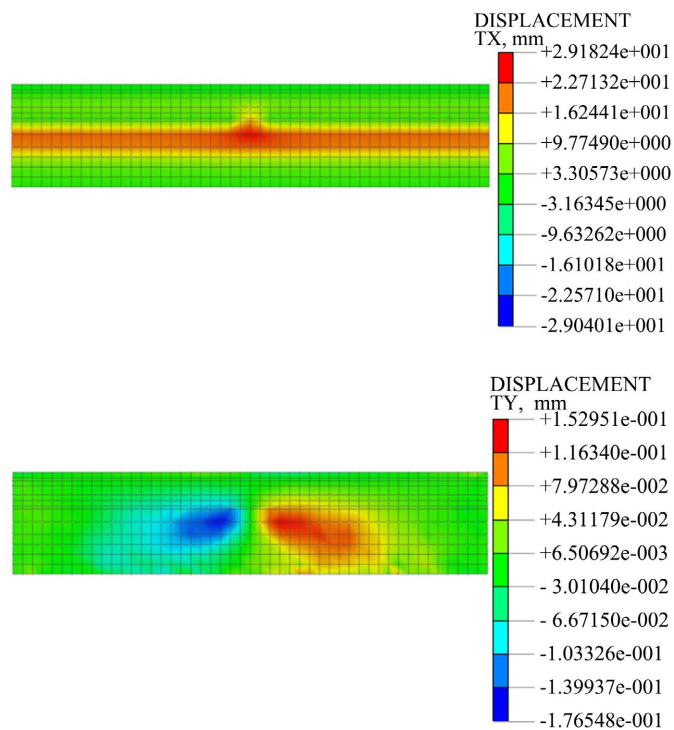 DISPLACEMENT
TX, mm
+2.91824e+001
+2.27132e+001
+1.62441e+001
+9.77490e+000
+3.30573e+000
-3.16345e+000
-9.63262e+000
-1.61018e+001
-2.25710e+001
-2.90401e+001
DISPLACEMENT
TY, mm
+1.52951e-001
+1.16340e-001
+7.97288e-002
+4.31179e-002
+6.50692e-003
- 3.01040e-002
- 6.67150e-002
-1.03326e-001
-1.39937e-001
-1.76548e-001